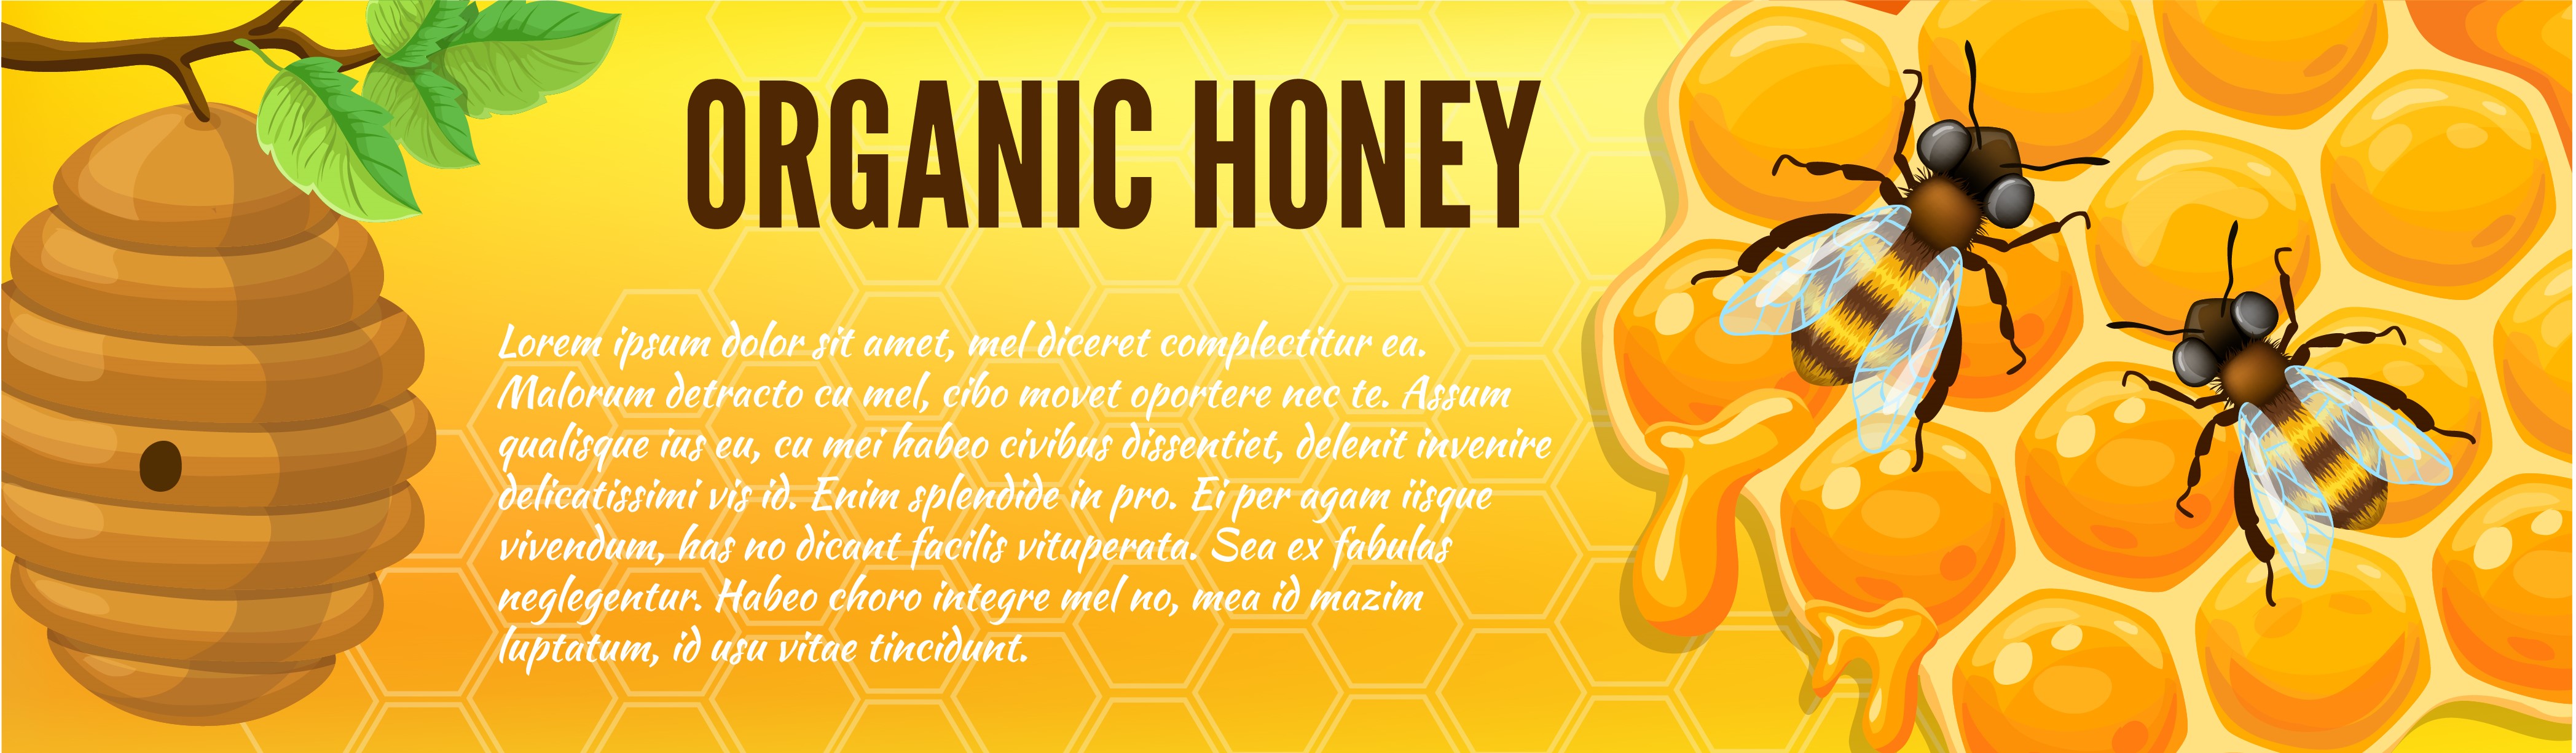 ORGANIC HONEY
Lorem ipsum dolor sit amet, mel diceret complectitur ea.
Malorum detracto cu mel, cibo movet oportere nec te. Assum
qualisque ius eu, cu mei habeo civibus dissentiet, delenit invenire
delicatissimi vis id. Enim splendide in pro. Ei per agam iisque
vivendum, has no dicant facilis vituperata. Sea ex fabulas
neglegentur. Habeo choro integre mel no, mea id mazim
luptatum, id usu vitae tincidunt.